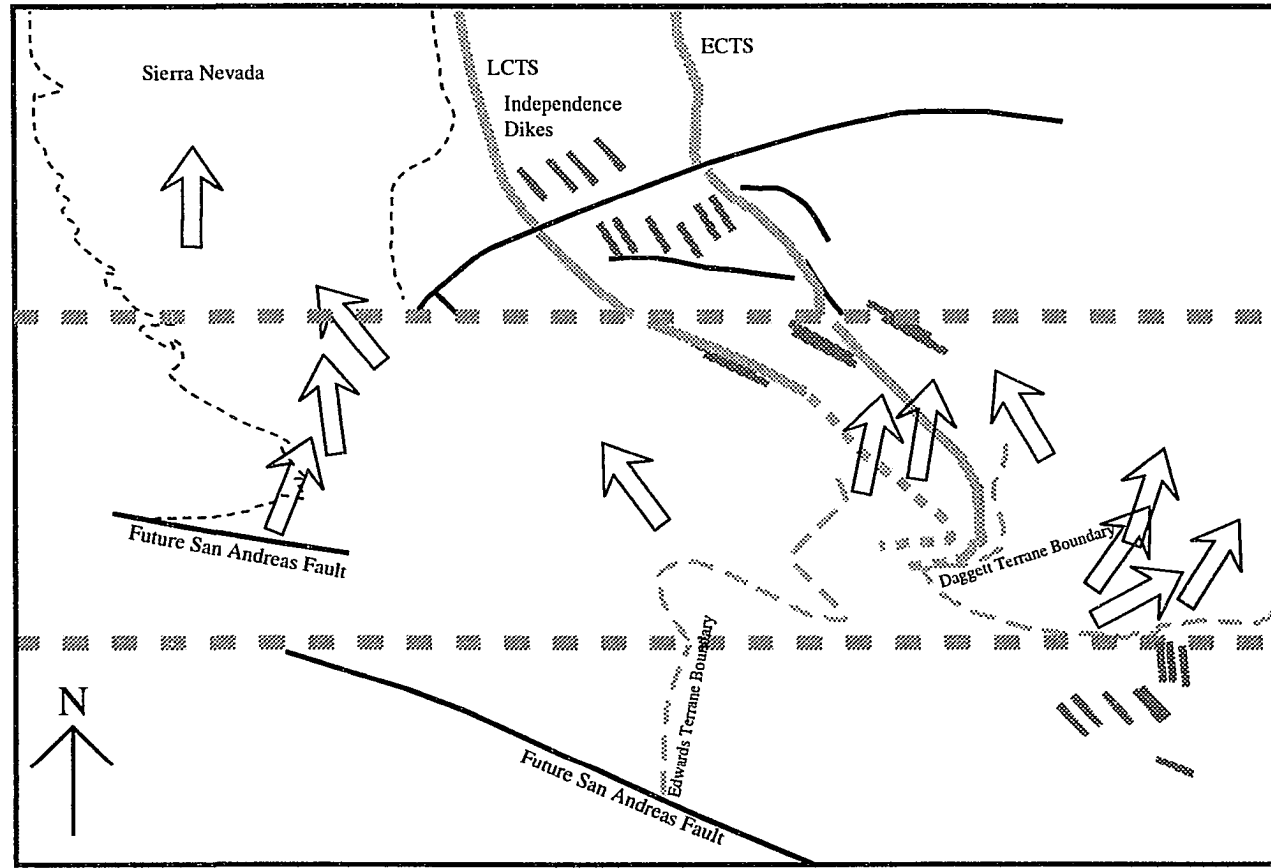 Sierra Nevada
LCTS
ECTS
Independence
Dikes
Future San Andreas Fault
Daggett Terrane Boundary
Edwards Terrane Boundary
N
Future San Andreas Fault